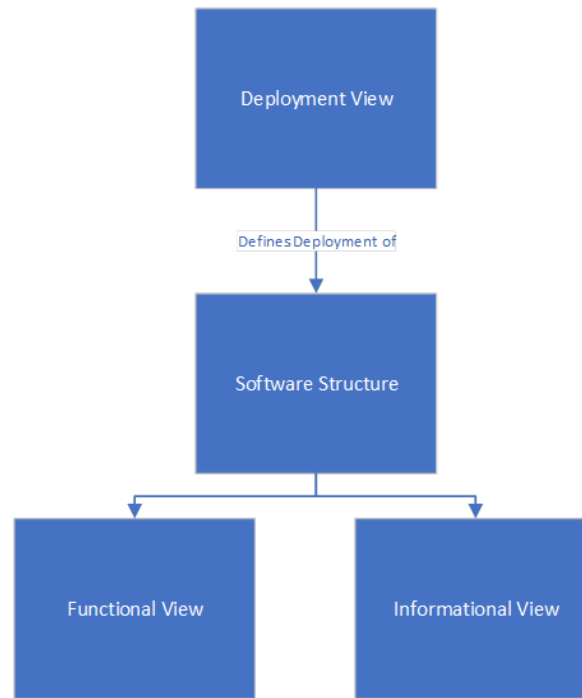 Deployment View
Defines Deployment of
Software Structure
Functional View
Informational View